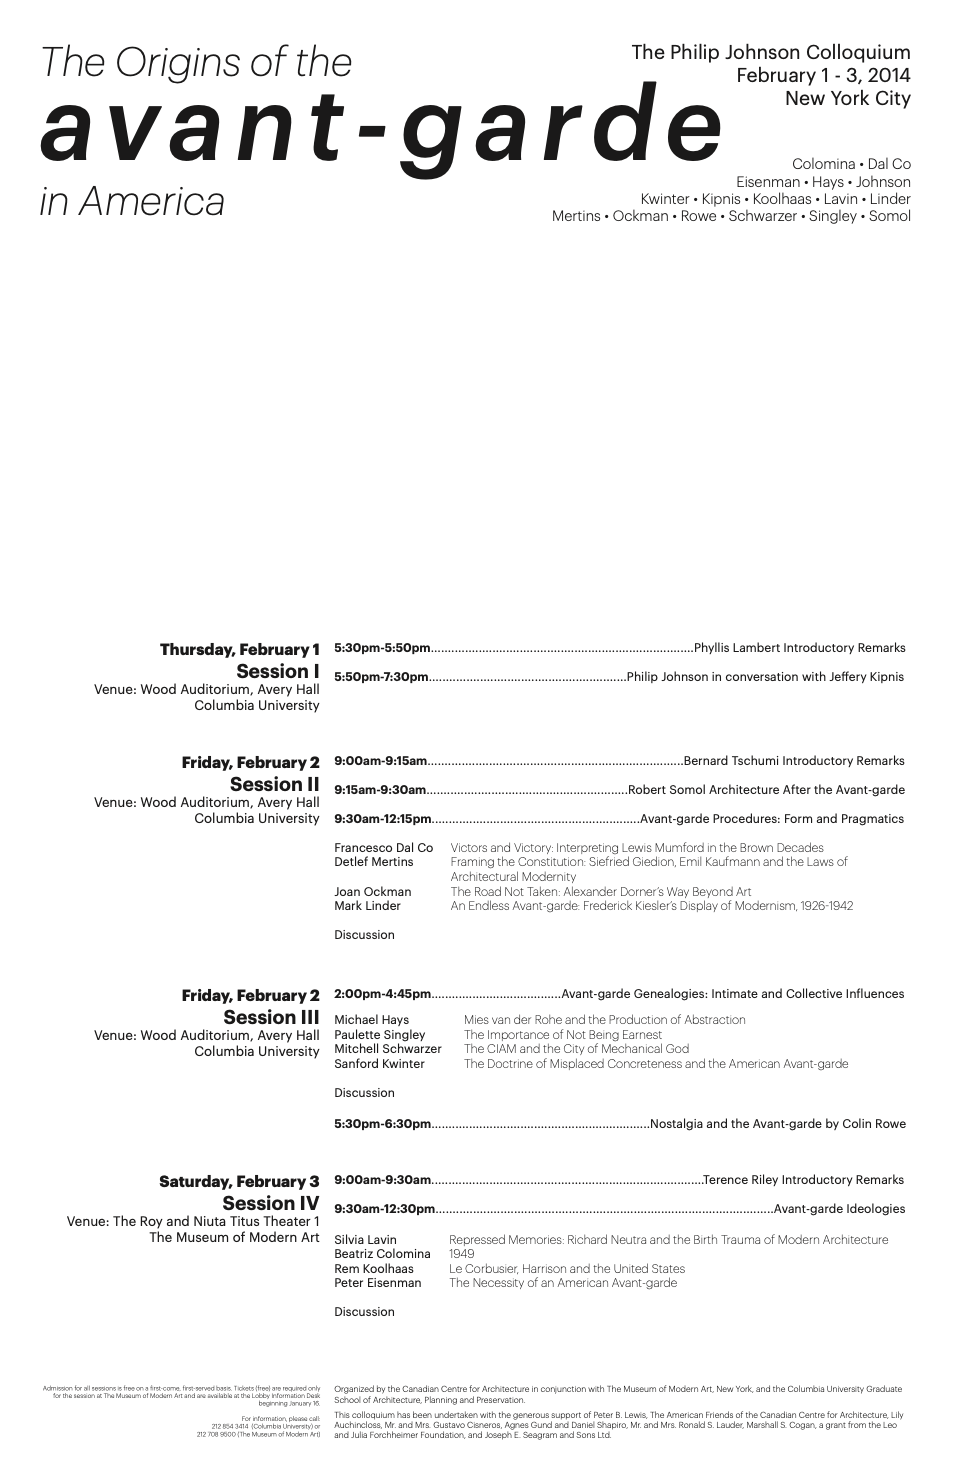 The Origins of the
avant-garde
in America
The Philip Johnson Colloquium
February 1 - 3, 2014
New York City
Colomina • Dal Co
Eisenman • Hays • Johnson
Kwinter • Kipnis • Koolhaas • Lavin • Linder
Mertins • Ockman • Rowe • Schwarzer • Singley • Somol
Thursday, February 1
Session I
Venue: Wood Auditorium, Avery Hall
Columbia University
5:30pm-5:50pm............................................................................Phyllis Lambert Introductory Remarks
5:50pm-7:30pm..........................................................Philip Johnson in conversation with Jeffery Kipnis
Friday, February 2
Session II
Venue: Wood Auditorium, Avery Hall
Columbia University
9:00am-9:15am...........................................................................Bernard Tschumi Introductory Remarks
9:15am-9:30am...........................................................Robert Somol Architecture After the Avant-garde
9:30am-12:15pm.............................................................Avant-garde Procedures: Form and Pragmatics
Francesco Dal Co Victors and Victory: Interpreting Lewis Mumford in the Brown Decades
Detlef Mertins Framing the Constitution: Siefried Giedion, Emil Kaufmann and the Laws of
Architectural Modernity
Joan Ockman The Road Not Taken: Alexander Dorner's Way Beyond Art
Mark Linder An Endless Avant-garde: Frederick Kiesler's Display of Modernism, 1926-1942
Discussion
Friday, February 2
Session III
Venue: Wood Auditorium, Avery Hall
Columbia University
2:00pm-4:45pm......................................Avant-garde Genealogies: Intimate and Collective Influences
Michael Hays Mies van der Rohe and the Production of Abstraction
Paulette Singley The Importance of Not Being Earnest
Mitchell Schwarzer The CIAM and the City of Mechanical God
Sanford Kwinter The Doctrine of Misplaced Concreteness and the American Avant-garde
Discussion
5:30pm-6:30pm................................................................Nostalgia and the Avant-garde by Colin Rowe
Saturday, February 3
Session IV
Venue: The Roy and Niuta Titus Theater 1
The Museum of Modern Art
9:00am-9:30am................................................................................Terence Riley Introductory Remarks
9:30am-12:30pm...................................................................................................Avant-garde Ideologies
Silvia Lavin Repressed Memories: Richard Neutra and the Birth Trauma of Modern Architecture
Beatriz Colomina 1949
Rem Koolhaas Le Corbusier, Harrison and the United States
Peter Eisenman The Necessity of an American Avant-garde
Discussion
Admission for all sessions is free on a first-come, first-served basis. Tickets (free) are required only
for the session at The Museum of Modern Art and are available at the Lobby Information Desk
beginning January 16.
For information, please call:
212 854 3414 (Columbia University) or
212 708 9500 (The Museum of Modern Art)
Organized by the Canadian Centre for Architecture in conjunction with The Museum of Modern Art, New York, and the Columbia University Graduate
School of Architecture, Planning and Preservation.
This colloquium has been undertaken with the generous support of Peter B. Lewis, The American Friends of the Canadian Centre for Architecture, Lily
Auchincloss, Mr. and Mrs. Gustavo Cisneros, Agnes Gund and Daniel Shapiro, Mr. and Mrs. Ronald S. Lauder, Marshall S. Cogan, a grant from the Leo
and Julia Forchheimer Foundation, and Joseph E. Seagram and Sons Ltd.